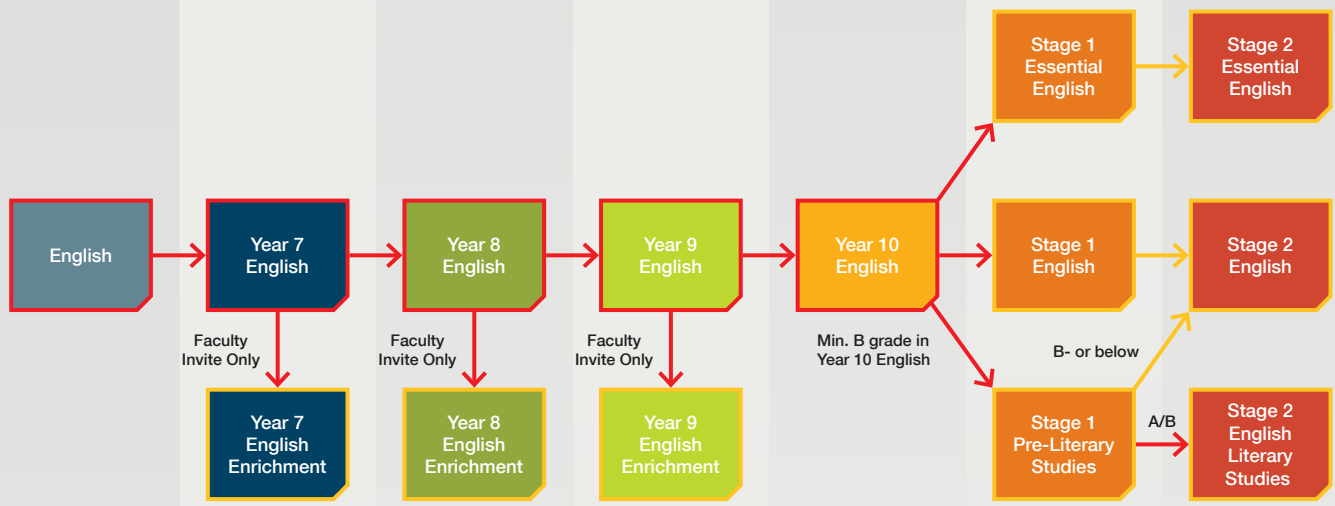 Stage 1
Essential
English
Stage 2
Essential
English
English
Year 7
English
Year 8
English
Year 9
English
Year 10
English
Stage 1
English
Stage 2
English
Faculty
Invite Only
Faculty
Invite Only
Faculty
Invite Only
Min. B grade in
Year 10 English
B- or below
Year 7
English
Enrichment
Year 8
English
Enrichment
Year 9
English
Enrichment
Stage 1
Pre-Literary
Studies
A/B
Stage 2
English
Literary
Studies